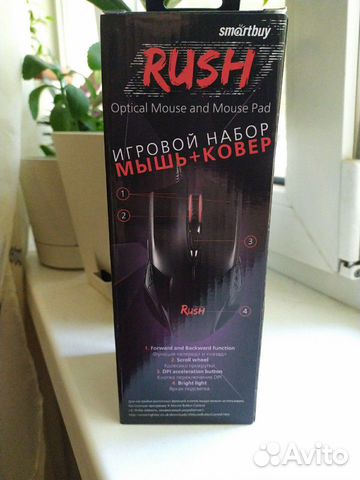 smartbuy
RUSH
Optical Mouse and Mouse Pad
ИГРОВОЙ НАБОР
МЫШЬ+КОВЕР
1
2
3
RUSH
4
1. Forward and Backward function
Функция «вперед» и «назад»
2. Scroll wheel
Колесико прокрутки
3. DPI acceleration button
Кнопка переключения DPI
4. Bright light
Яркая подсветка
Avito